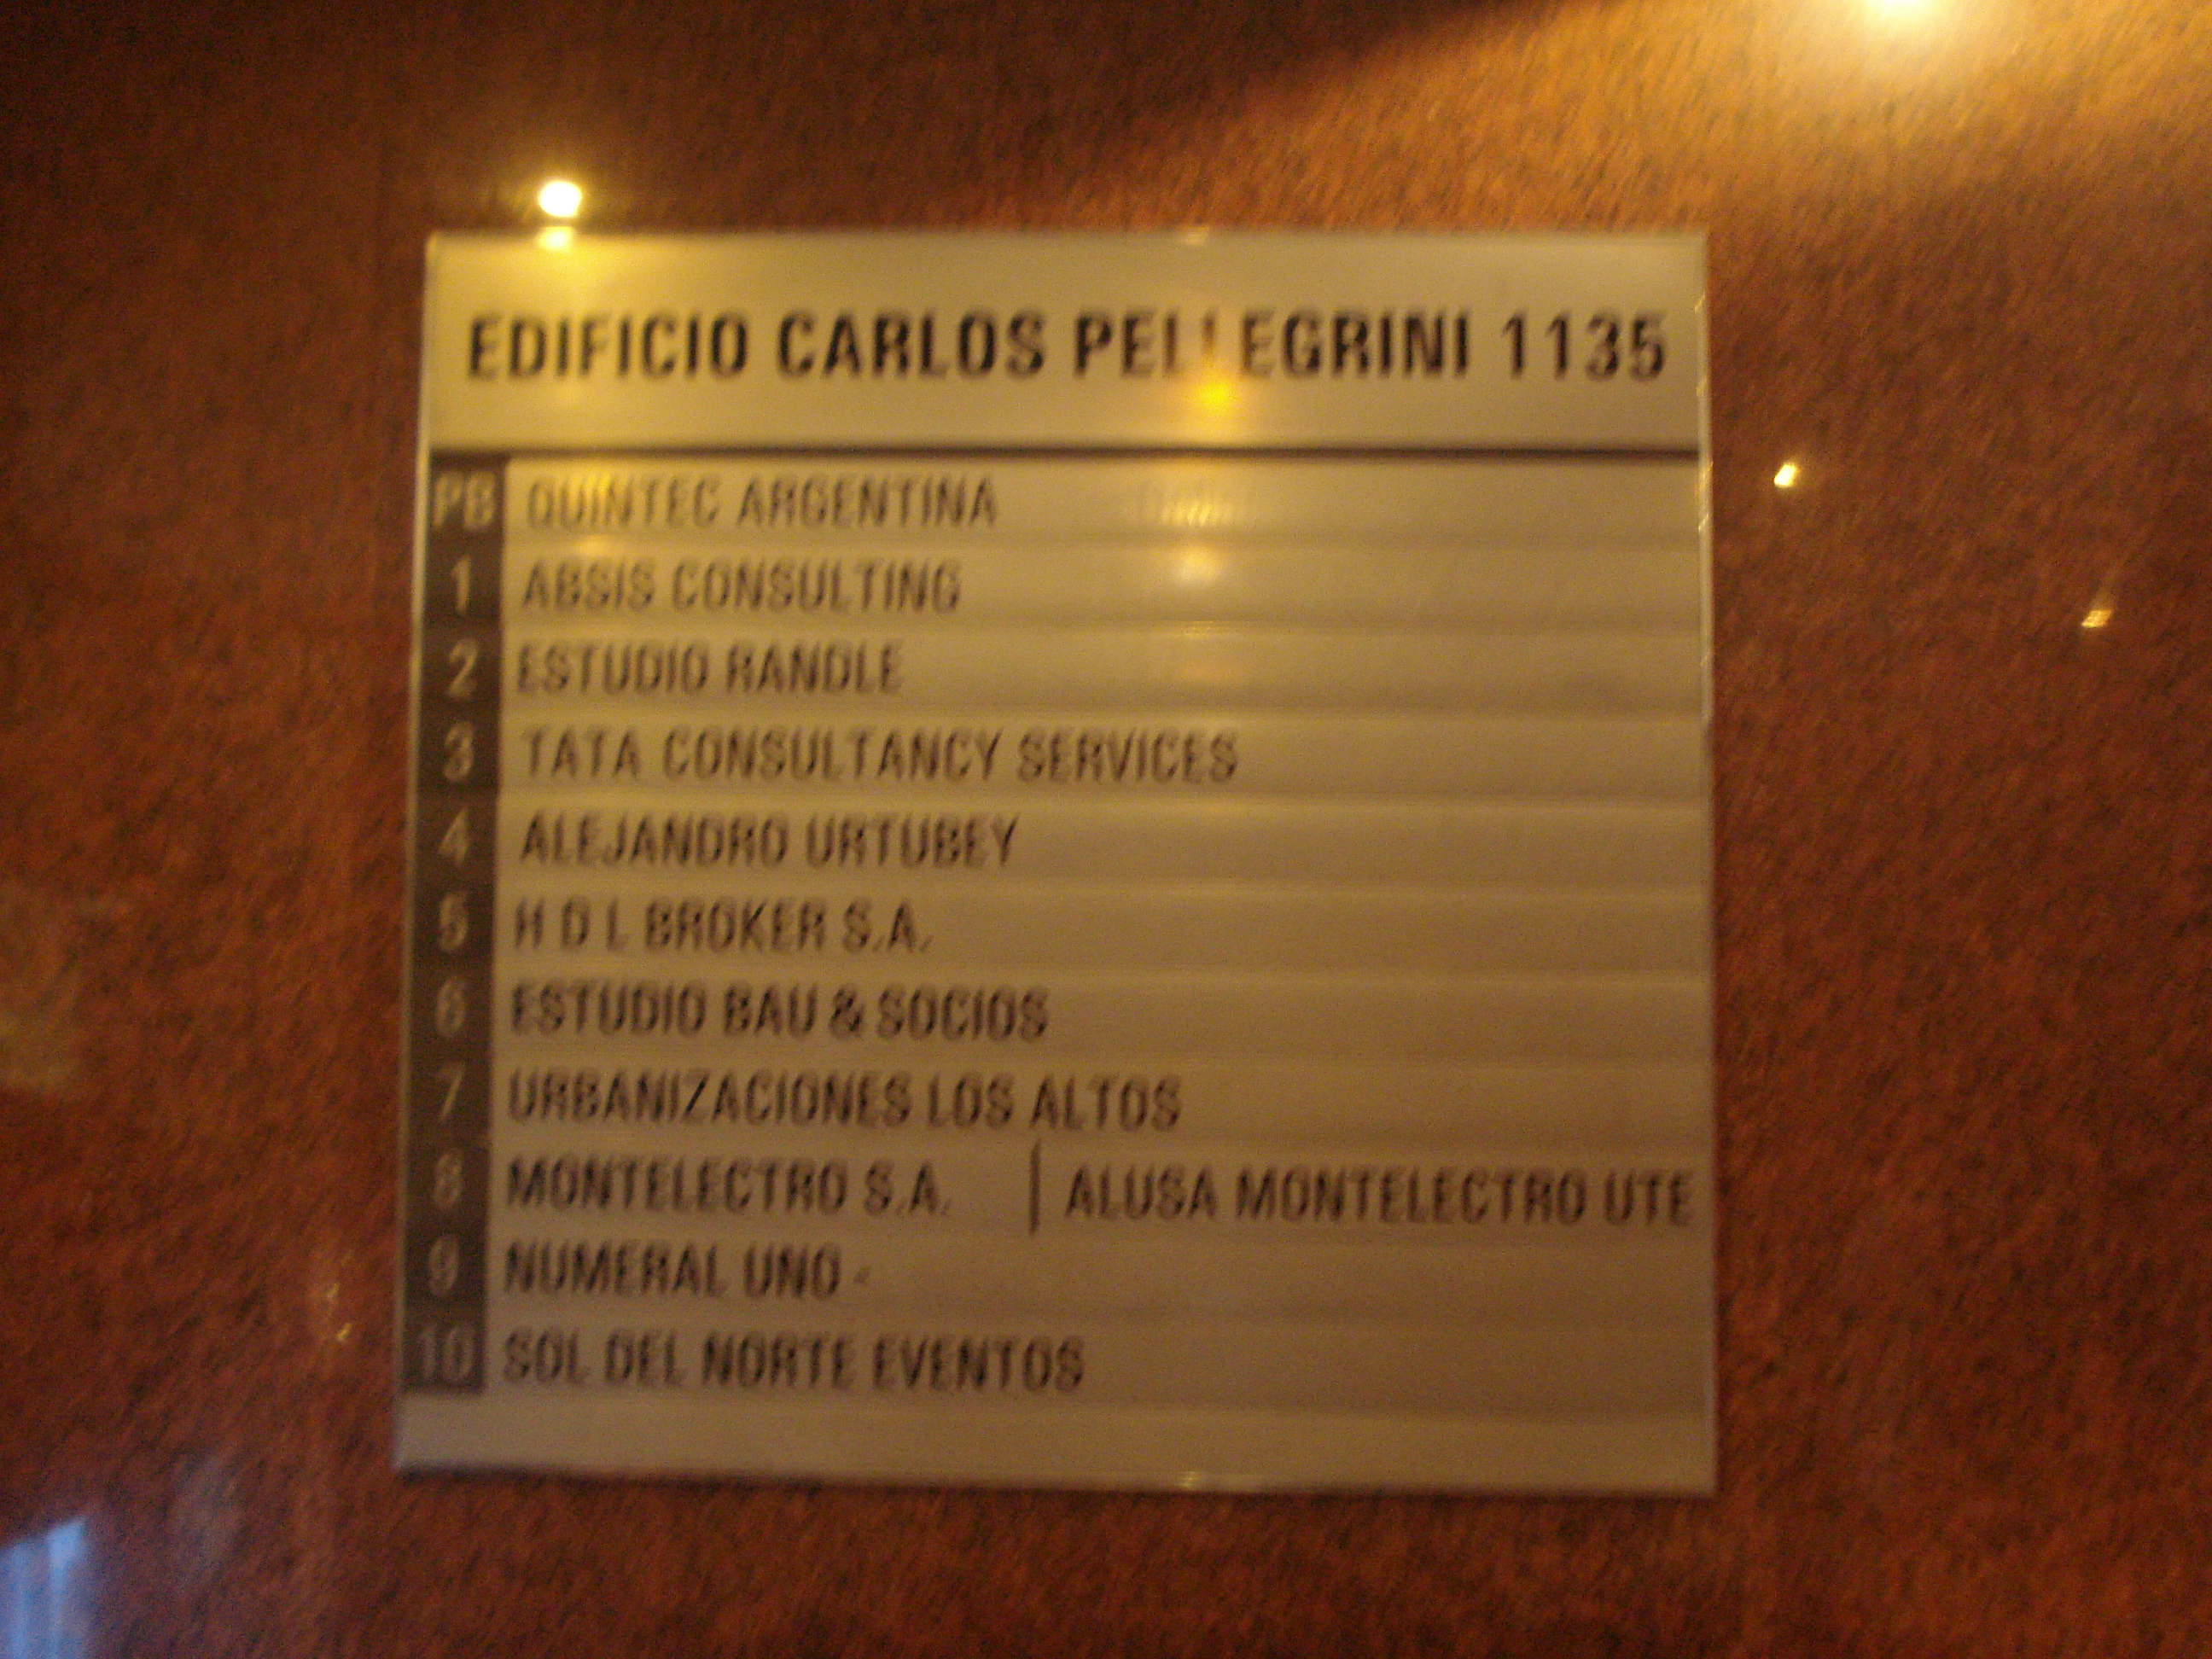 EDIFICIO CARLOS PELLEGRINI 1135
PB QUINTEC ARGENTINA
1 ABSIS CONSULTING
2 ESTUDIO RANDLE
3 TATA CONSULTANCY SERVICES
4 ALEJANDRO URTUBEY
5 H D L BROKER S.A.
6 ESTUDIO BAU & SOCIOS
7 URBANIZACIONES LOS ALTOS
8 MONTELECTRO S.A. | ALUSA MONTELECTRO UTE
9 NUMERAL UNO -
10 SOL DEL NORTE EVENTOS